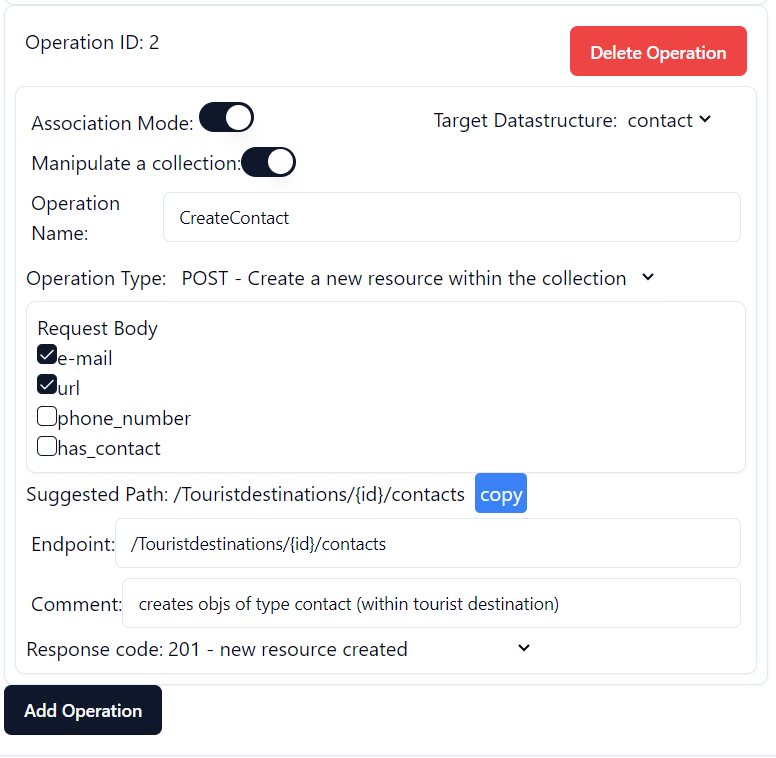 Operation ID: 2
Delete Operation
Association Mode:
Target Datastructure: contact
Manipulate a collection:
Operation
Name:
CreateContact
Operation Type: POST - Create a new resource within the collection
Request Body
e-mail
url
phone_number
has_contact
Suggested Path: /Touristdestinations/{id}/contacts copy
Endpoint: /Touristdestinations/{id}/contacts
Comment: creates objs of type contact (within tourist destination)
Response code: 201 - new resource created
Add Operation